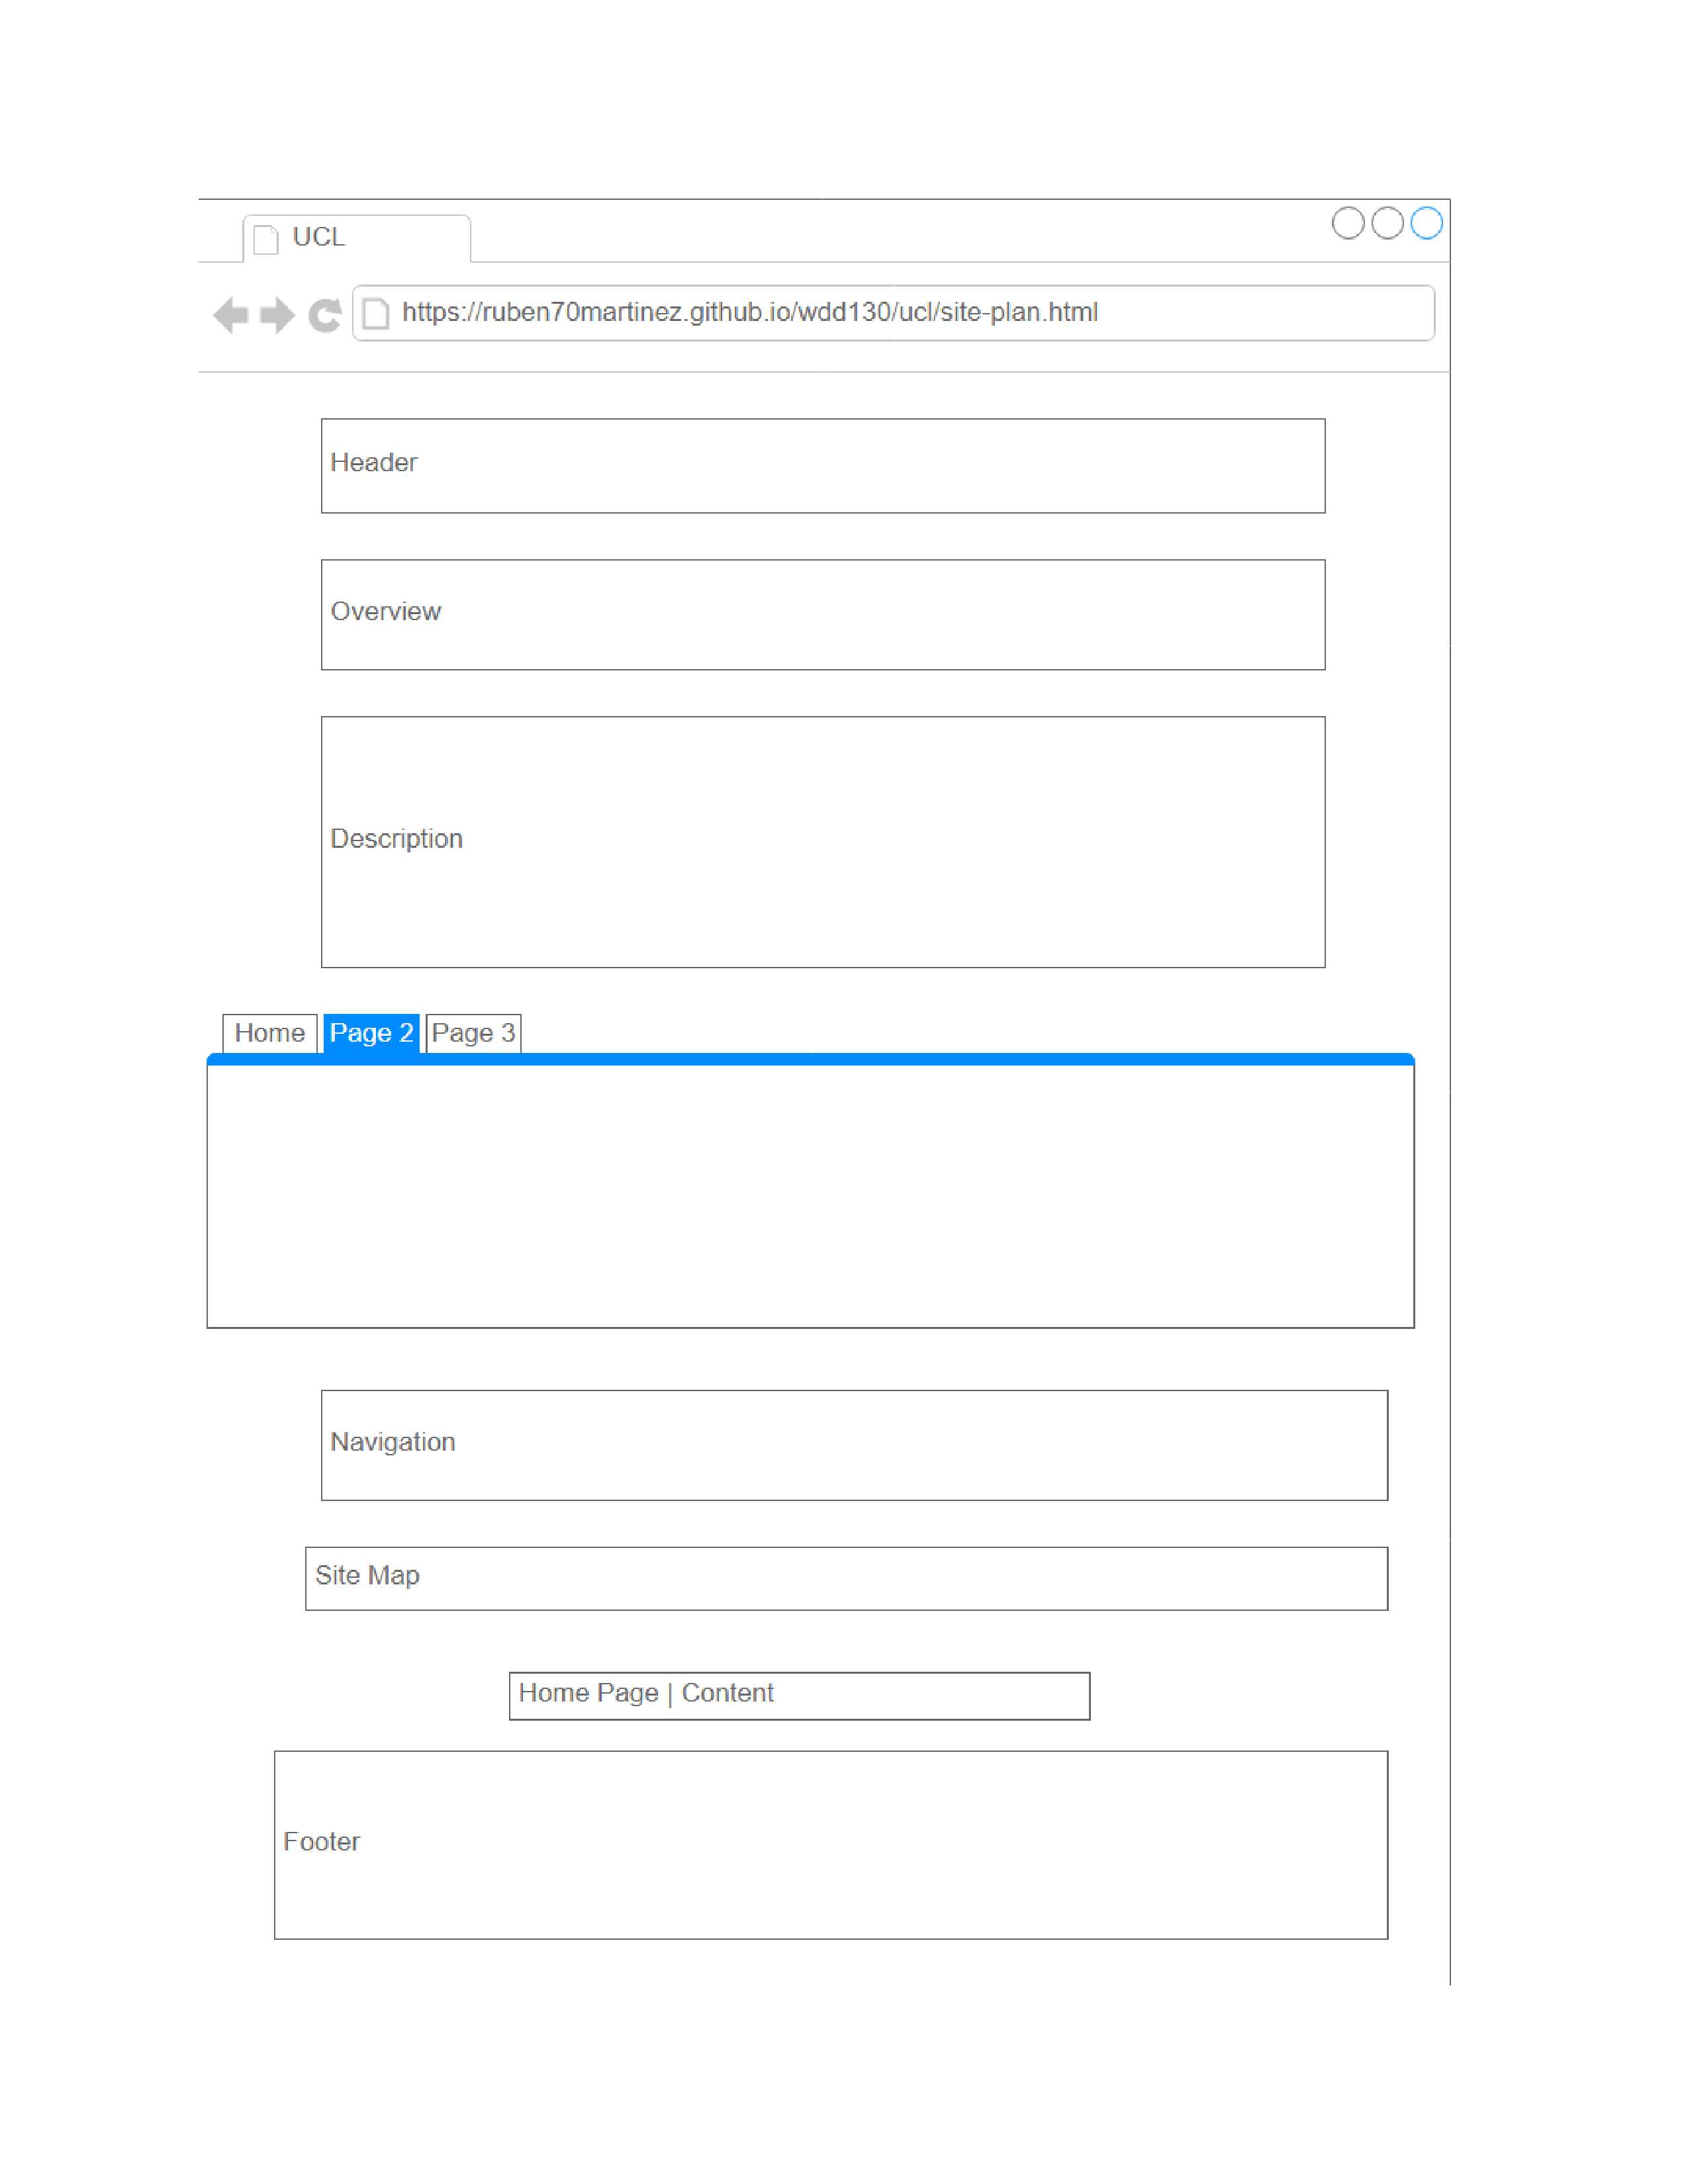 UCL
https://ruben70martinez.github.io/wdd130/ucl/site-plan.html
Header
Overview
Description
Home Page 2 Page 3
Navigation
Site Map
Home Page | Content
Footer